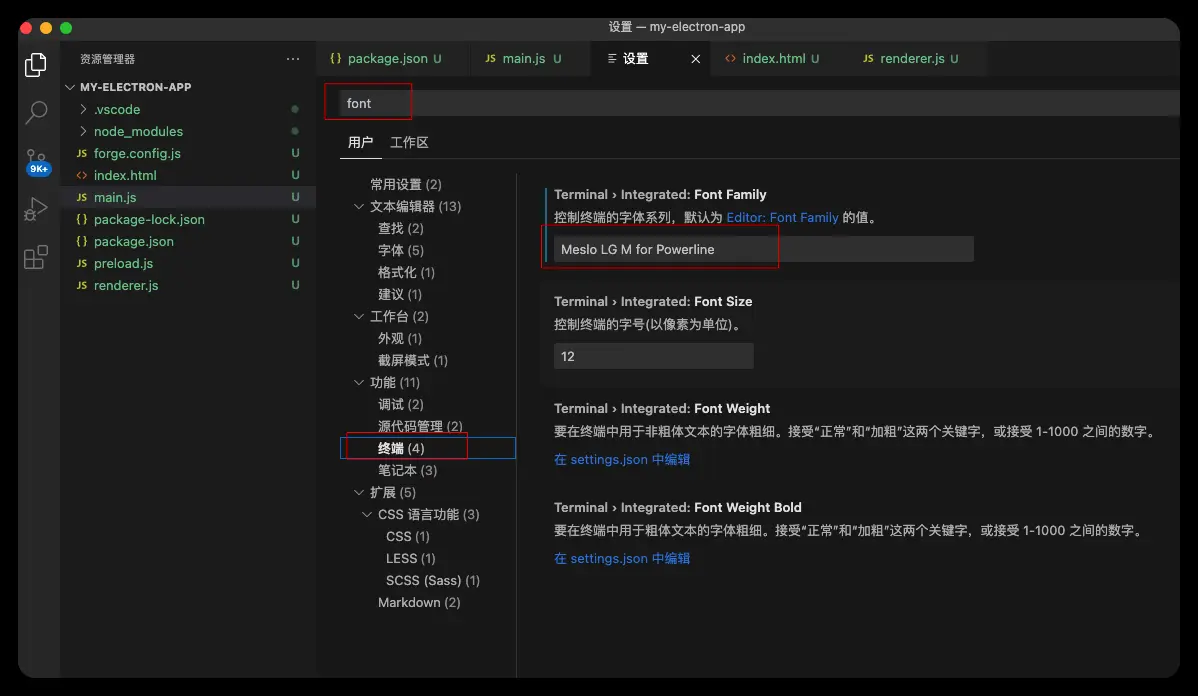 设置 — my-electron-app
资源管理器
{} package.json U
JS main.js U
设置
<> index.html U
JS renderer.js U
MY-ELECTRON-APP
.vscode
node_modules
JS forge.config.js U
<> index.html U
JS main.js U
{} package-lock.json U
{} package.json U
JS preload.js U
JS renderer.js U
9K+
font
用户 工作区
常用设置 (2)
文本编辑器 (13)
查找 (2)
字体 (5)
格式化 (1)
建议 (1)
工作台 (2)
外观 (1)
截屏模式 (1)
功能 (11)
调试 (2)
源代码管理 (2)
终端 (4)
笔记本 (3)
扩展 (5)
CSS 语言功能 (3)
CSS (1)
LESS (1)
SCSS (Sass) (1)
Markdown (2)
Terminal › Integrated: Font Family
控制终端的字体系列，默认为 Editor: Font Family 的值。
Meslo LG M for Powerline
Terminal › Integrated: Font Size
控制终端的字号(以像素为单位)。
12
Terminal › Integrated: Font Weight
要在终端中用于非粗体文本的字体粗细。接受“正常”和“加粗”这两个关键字，或接受 1-1000 之间的数字。
在 settings.json 中编辑
Terminal › Integrated: Font Weight Bold
要在终端中用于粗体文本的字体粗细。接受“正常”和“加粗”这两个关键字，或接受 1-1000 之间的数字。
在 settings.json 中编辑